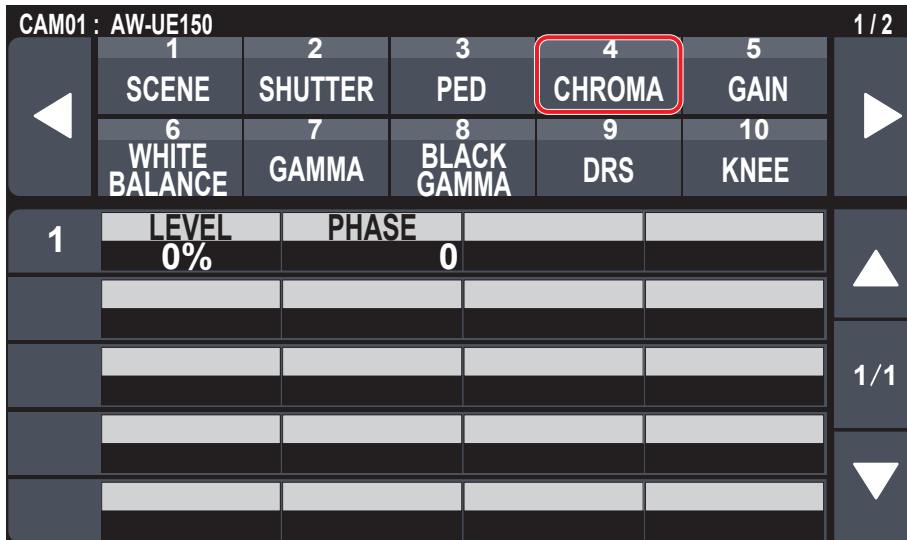 CAM01 : AW-UE150 1 / 2
1 2 3 4 5
SCENE SHUTTER PED CHROMA GAIN
6 7 8 9 10
WHITE BALANCE GAMMA BLACK GAMMA DRS KNEE
1 LEVEL PHASE
0% 0
1/1